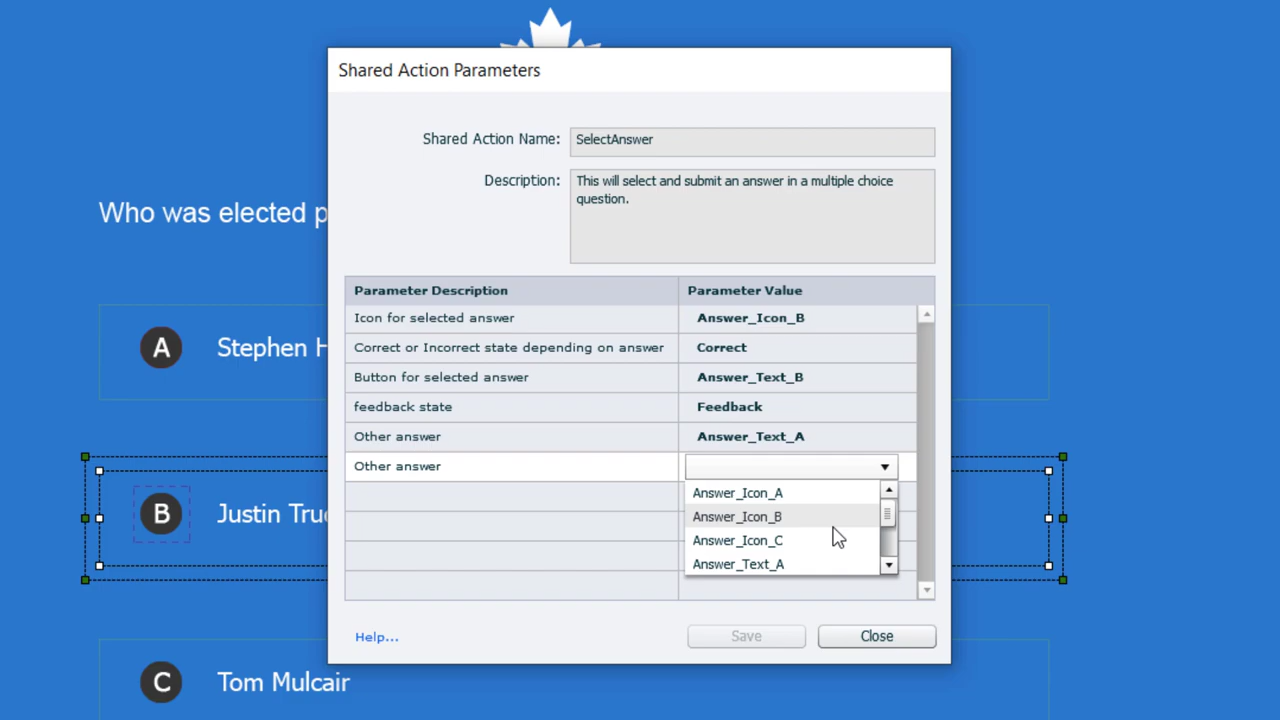 Shared Action Parameters
Shared Action Name: SelectAnswer
Description: This will select and submit an answer in a multiple choice
question.
Who was elected p
Parameter Description Parameter Value
Icon for selected answer Answer_Icon_B
A Stephen H
Correct or Incorrect state depending on answer Correct
Button for selected answer Answer_Text_B
feedback state Feedback
Other answer Answer_Text_A
Other answer
Answer_Icon_A
B Justin Truc
Answer_Icon_B
Answer_Icon_C
Answer_Text_A
Help... Save Close
C Tom Mulcair